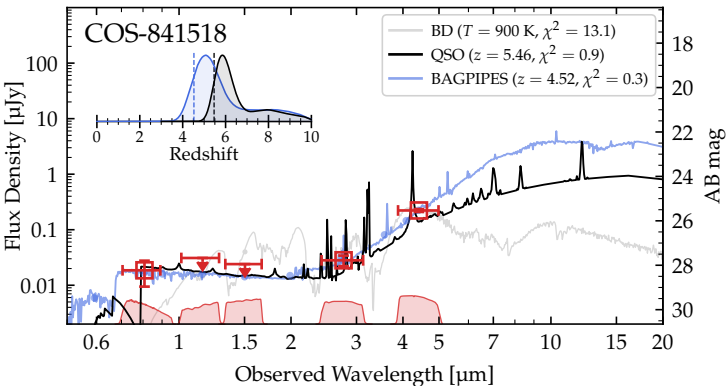 COS-841518
BD (T = 900 K, χ² = 13.1)
QSO (z = 5.46, χ² = 0.9)
BAGPIPES (z = 4.52, χ² = 0.3)
Flux Density [μJy]
100
10
1
0.1
0.01
0 2 4 6 8 10
Redshift
18
20
22
24
26
28
30
AB mag
0.6 1 1.5 2 3 4 5 7 10 15 20
Observed Wavelength [μm]